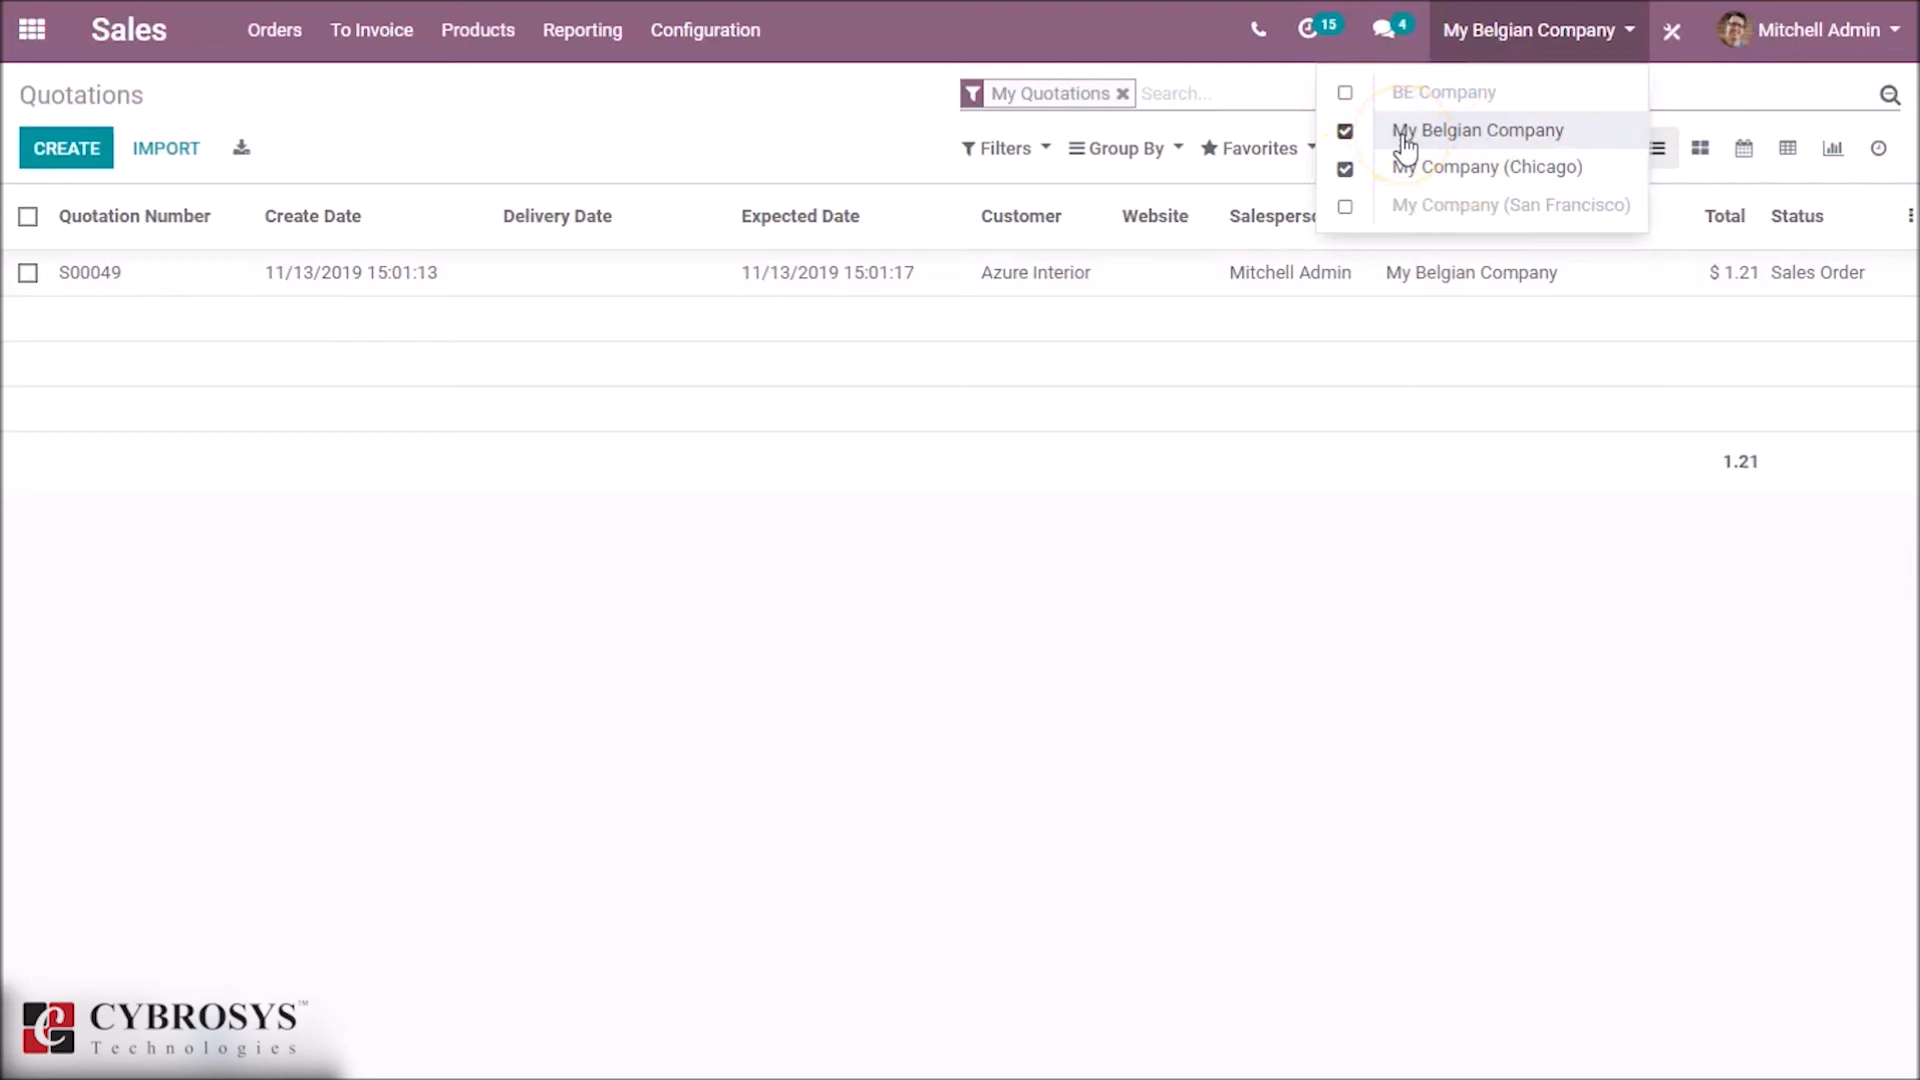 Sales Orders To Invoice Products Reporting Configuration 15 4 My Belgian Company Mitchell Admin
Quotations My Quotations Search...
BE Company
My Belgian Company
My Company (Chicago)
My Company (San Francisco)
CREATE IMPORT Filters Group By Favorites
Quotation Number Create Date Delivery Date Expected Date Customer Website Total Status
S00049 11/13/2019 15:01:13 11/13/2019 15:01:17 Azure Interior Mitchell Admin My Belgian Company $ 1.21 Sales Order
1.21
CYBROSYS™
Technologies